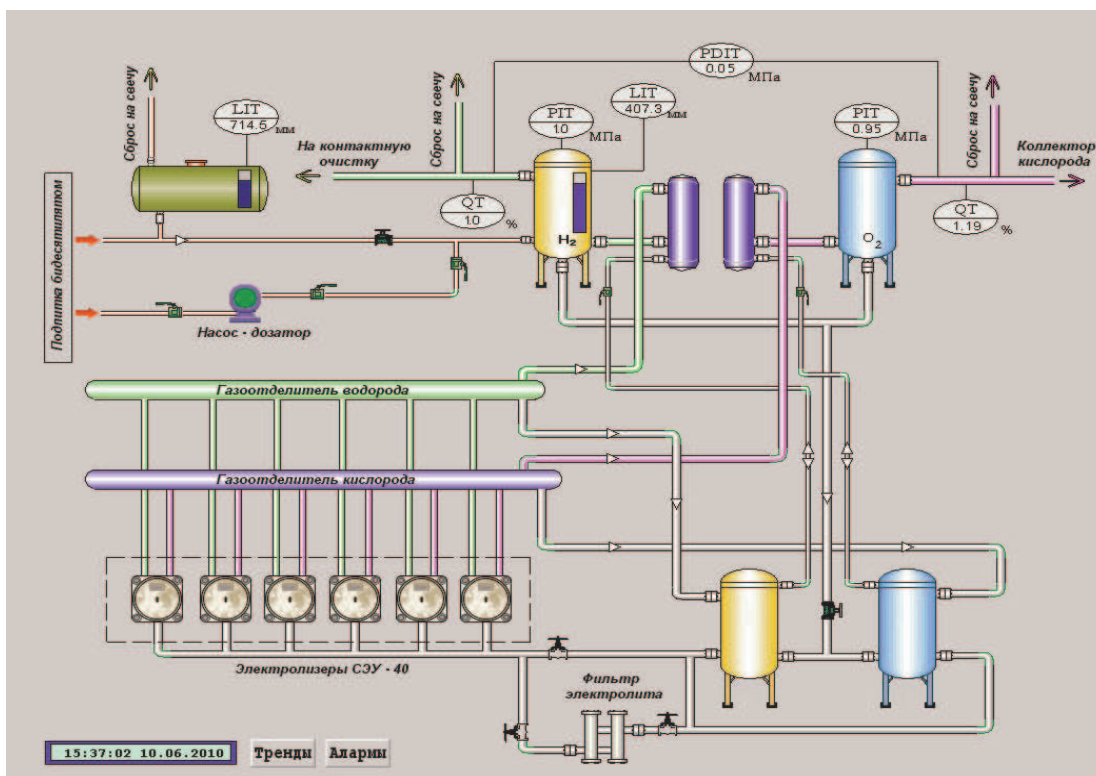 PDIT
0.05
МПа
Сброс на свечу
LIT
714.5 мм
Сброс на свечу
PIT
10
МПа
LIT
407.3 мм
PIT
0.95
МПа
Сброс на свечу
На контактную
очистку
Коллектор
кислорода
QT
10 %
QT
1.19 %
H2
O2
Подпитка бидесятилятом
Насос - дозатор
Газоотделитель водорода
Газоотделитель кислорода
Электролизеры СЭУ - 40
Фильтр
электролита
15:37:02 10.06.2010
Тренды
Алармы